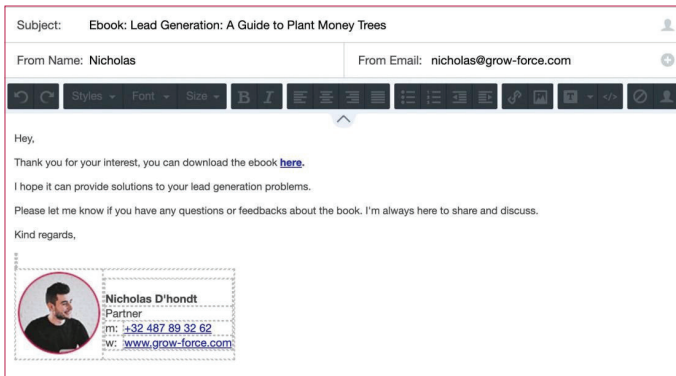 Subject: Ebook: Lead Generation: A Guide to Plant Money Trees
From Name: Nicholas From Email: nicholas@grow-force.com
Styles Font Size B I T </>
Hey,
Thank you for your interest, you can download the ebook here.
I hope it can provide solutions to your lead generation problems.
Please let me know if you have any questions or feedbacks about the book. I'm always here to share and discuss.
Kind regards,
Nicholas D'hondt
Partner
m: +32 487 89 32 62
w: www.grow-force.com